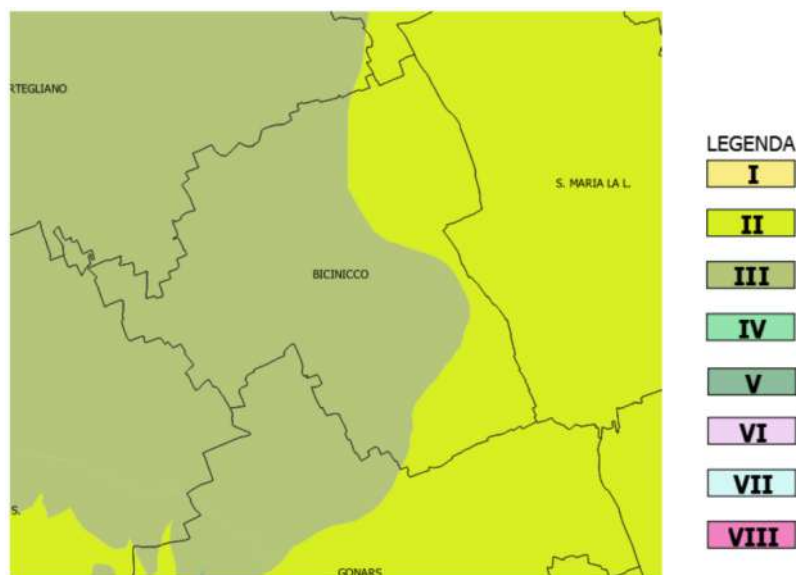 RTEGLIANO
S. MARIA LA L.
BICINICCO
S.
GONARS
LEGENDA
I
II
III
IV
V
VI
VII
VIII